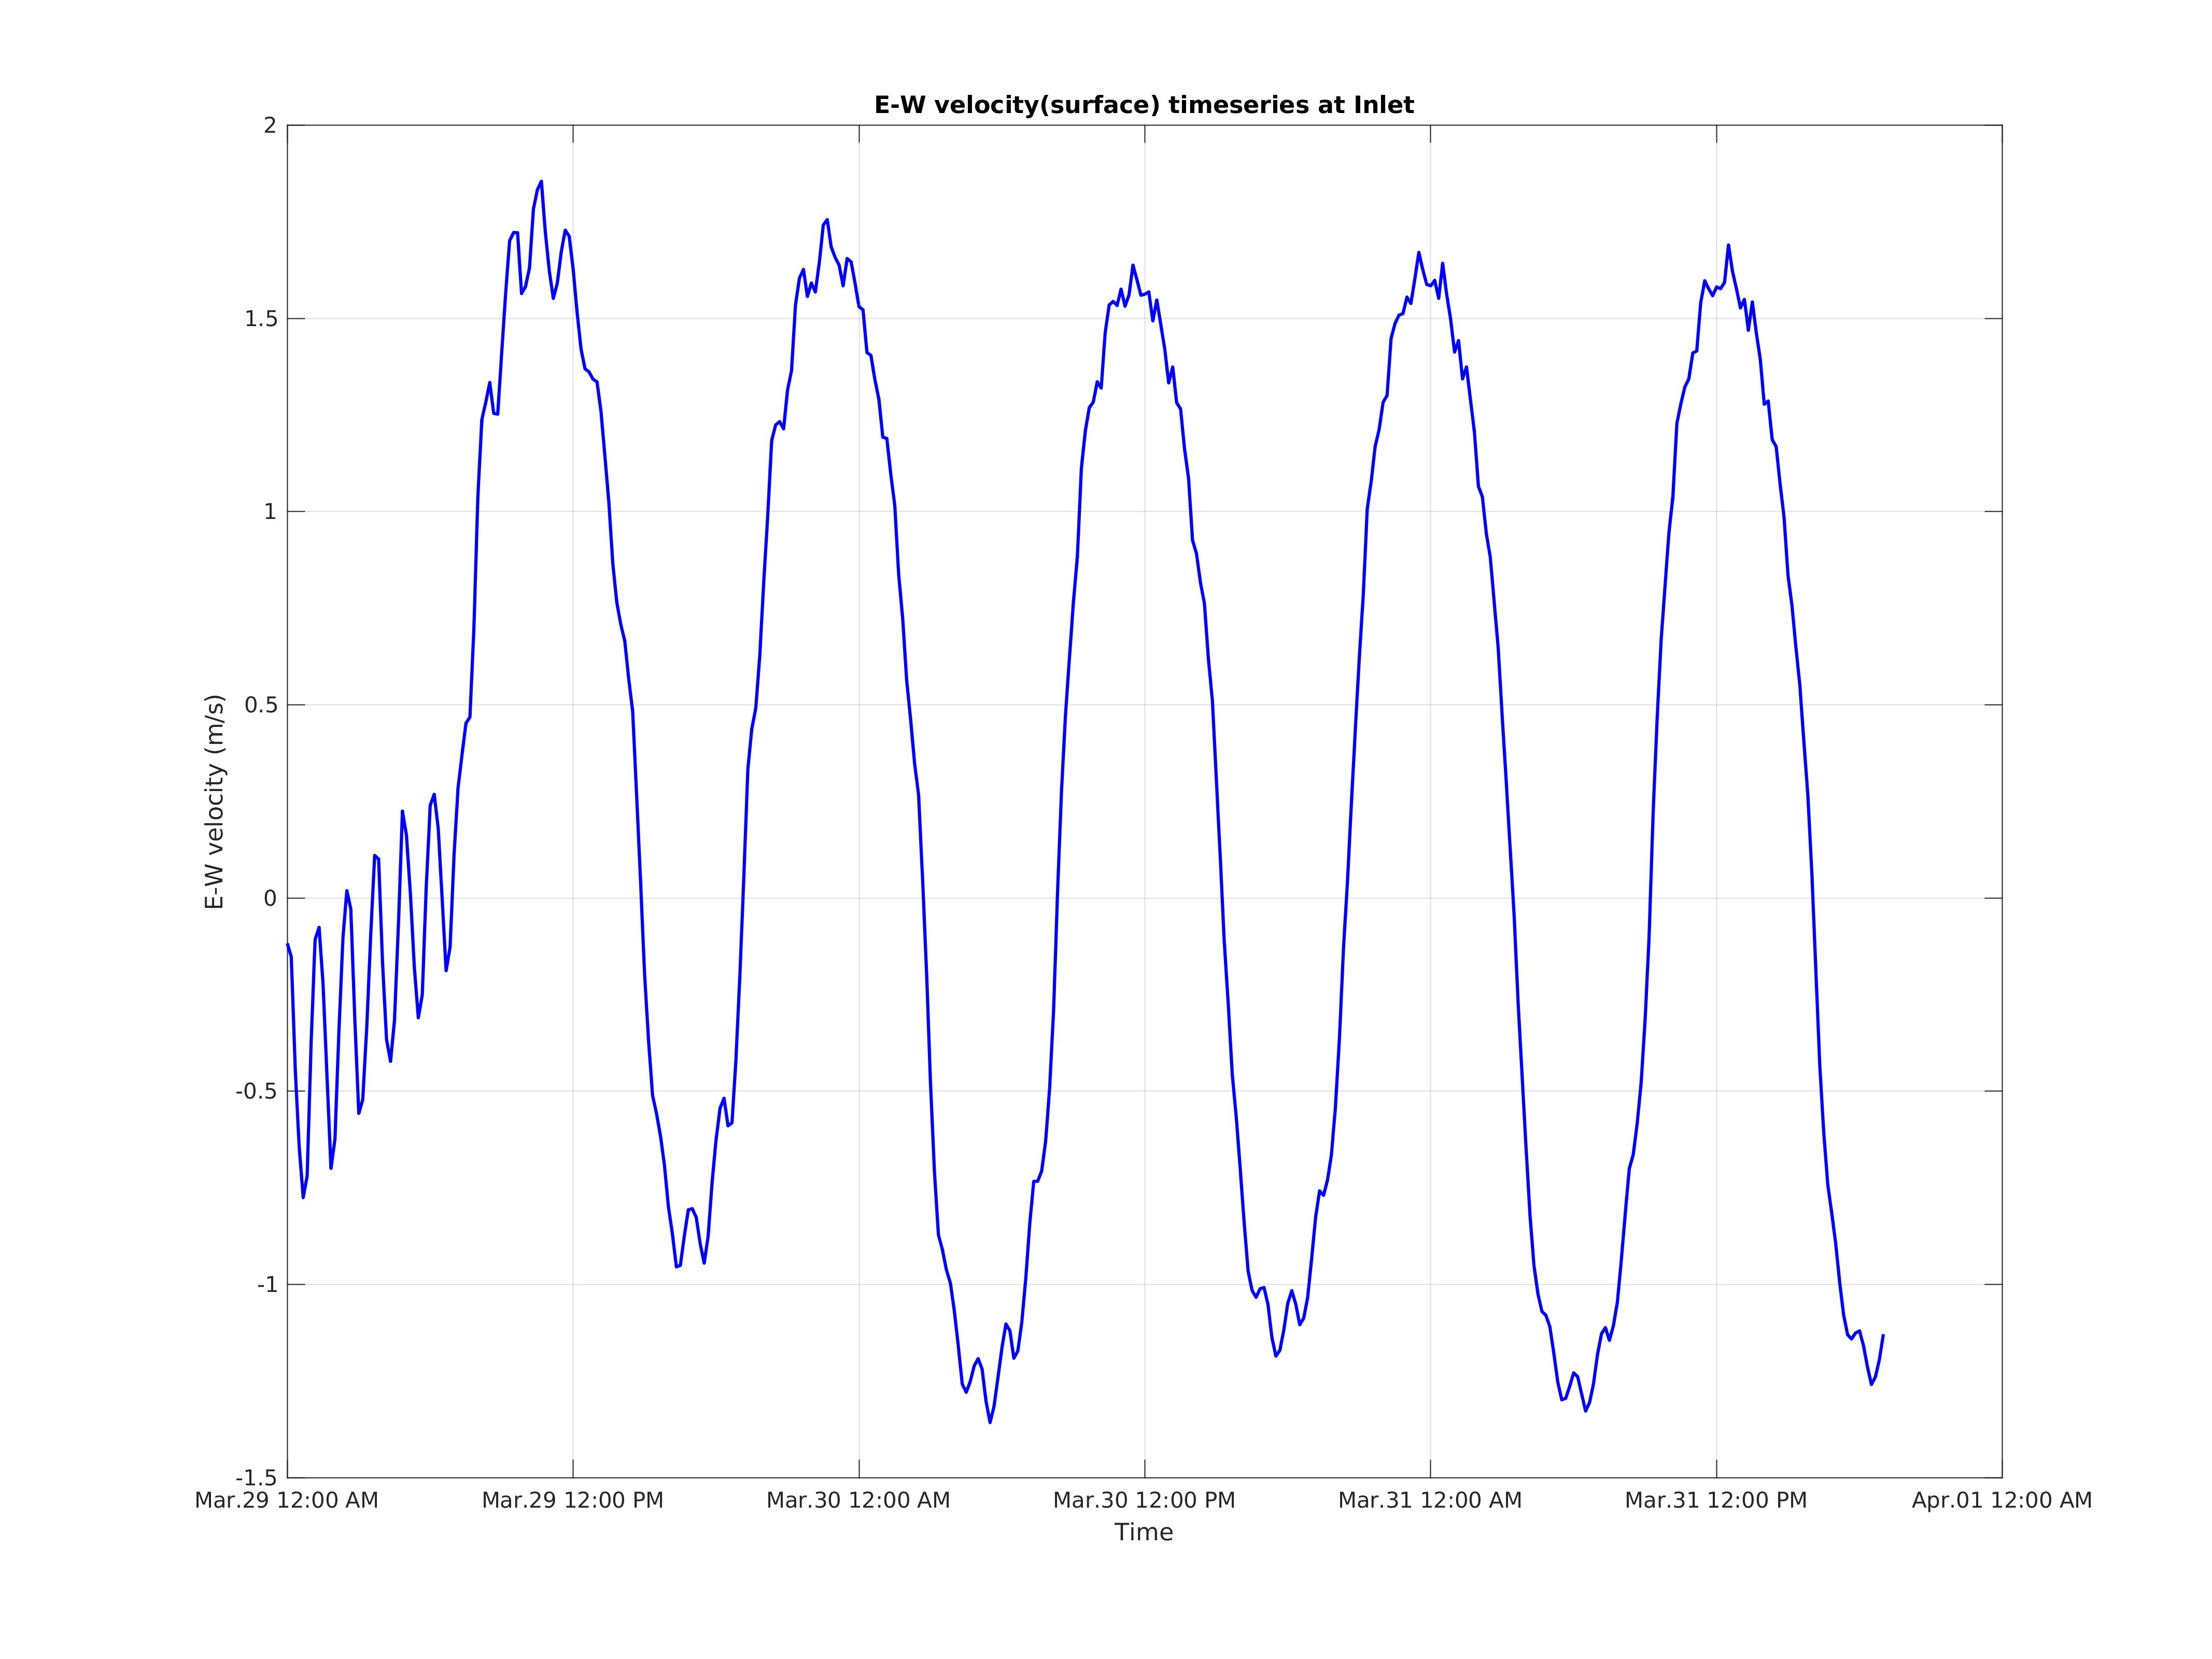 E-W velocity(surface) timeseries at Inlet
2
1.5
1
0.5
0
-0.5
-1
-1.5
E-W velocity (m/s)
Mar.29 12:00 AM Mar.29 12:00 PM Mar.30 12:00 AM Mar.30 12:00 PM Mar.31 12:00 AM Mar.31 12:00 PM Apr.01 12:00 AM
Time